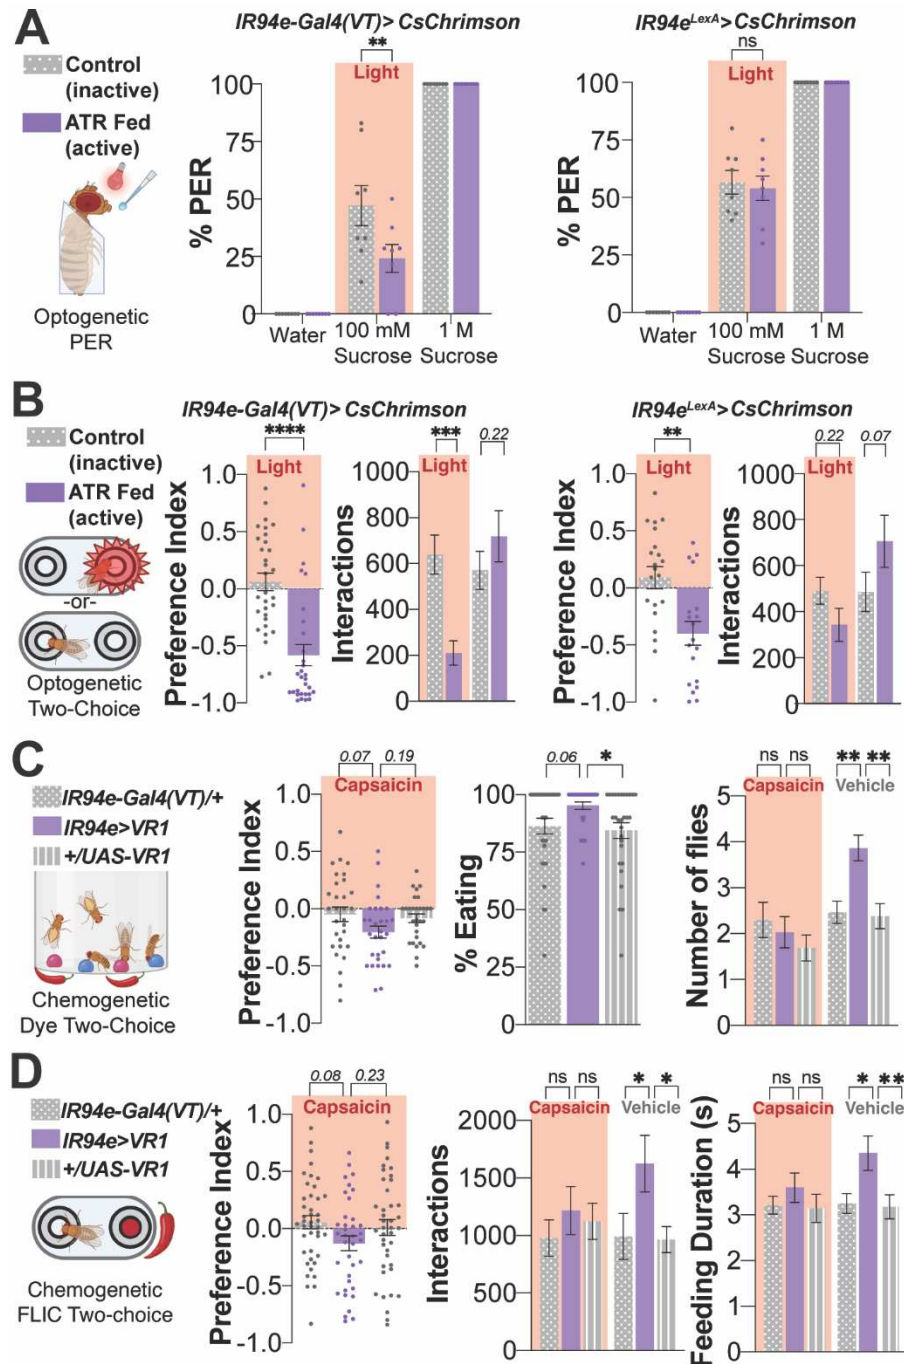 A
Control
(inactive)
ATR Fed
(active)
Optogenetic
PER
IR94e-Gal4(VT)> CsChrimson
**
Light
% PER
100
75
50
25
0
Water
100 mM
Sucrose
1 M
Sucrose
IR94eLexA>CsChrimson
ns
Light
% PER
100
75
50
25
0
Water
100 mM
Sucrose
1 M
Sucrose
B
Control
(inactive)
ATR Fed
(active)
-or-
Optogenetic
Two-Choice
IR94e-Gal4(VT)> CsChrimson
****
Light
Preference Index
1.0
0.5
0.0
-0.5
-1.0
***
0.22
Light
Interactions
1000
800
600
400
200
0
IR94eLexA>CsChrimson
**
Light
Preference Index
1.0
0.5
0.0
-0.5
-1.0
0.22
0.07
Light
Interactions
1000
800
600
400
200
0
C
IR94e-Gal4(VT)/+
IR94e>VR1
+/UAS-VR1
Chemogenetic
Dye Two-Choice
0.07
0.19
Capsaicin
Preference Index
1.0
0.5
0.0
-0.5
-1.0
0.06
*
% Eating
100
75
50
25
0
ns
ns
**
**
Capsaicin
Vehicle
Number of flies
5
4
3
2
1
0
D
IR94e-Gal4(VT)/+
IR94e>VR1
+/UAS-VR1
Chemogenetic
FLIC Two-choice
0.08
0.23
Capsaicin
Preference Index
1.0
0.5
0.0
-0.5
-1.0
ns
ns
*
*
Capsaicin
Vehicle
Interactions
2000
1500
1000
500
0
ns
ns
*
**
Capsaicin
Vehicle
Feeding Duration (s)
5
4
3
2
1
0